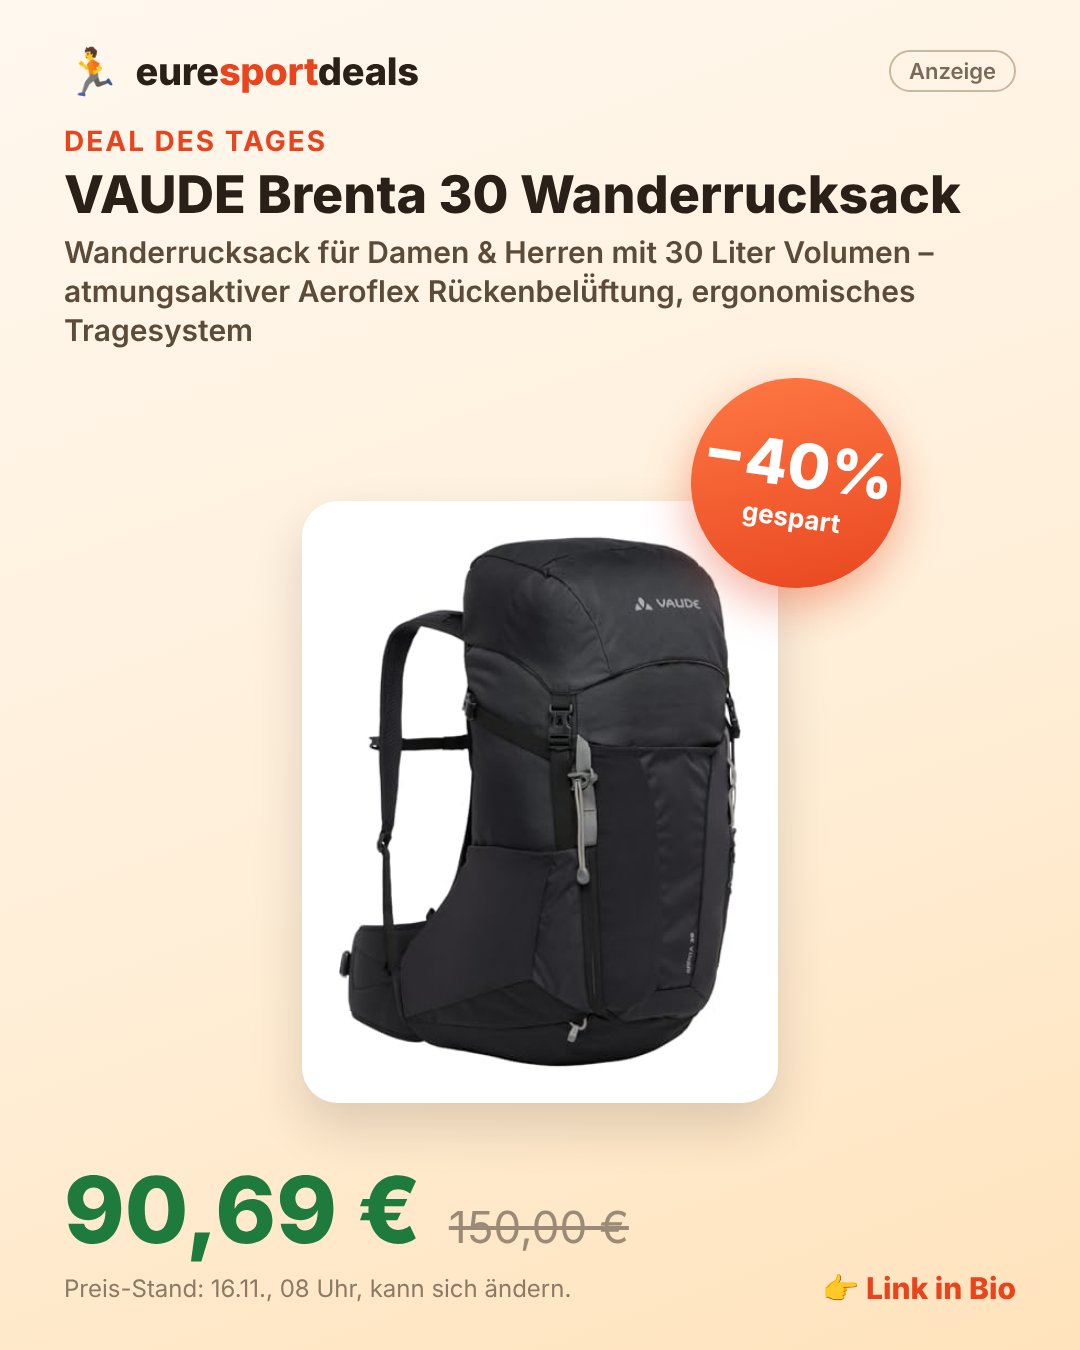 euresportdeals
Anzeige
DEAL DES TAGES
VAUDE Brenta 30 Wanderrucksack
Wanderrucksack für Damen & Herren mit 30 Liter Volumen –
atmungsaktiver Aeroflex Rückenbelüftung, ergonomisches
Tragesystem
–40%
gespart
VAUDE
BRENTA 30
90,69 € 150,00 €
Preis-Stand: 16.11., 08 Uhr, kann sich ändern.
👉 Link in Bio